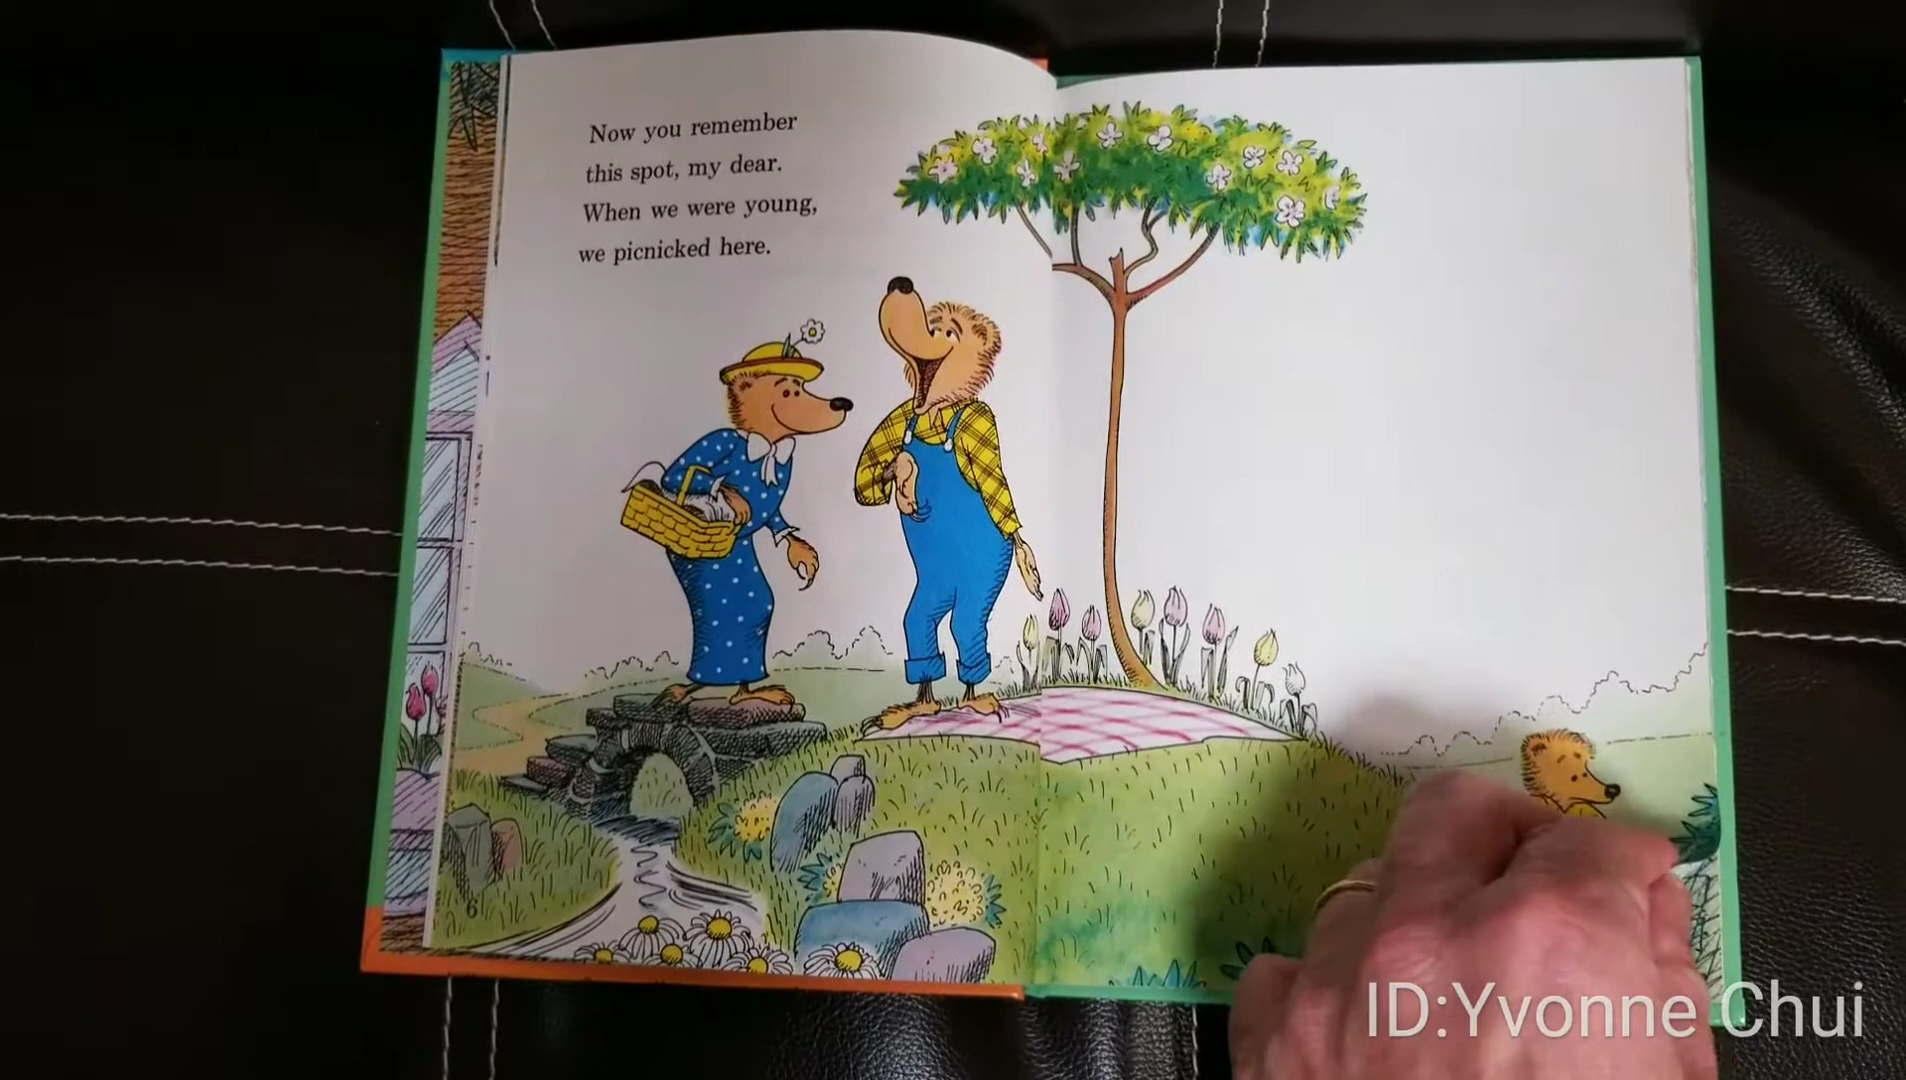 Now you remember
this spot, my dear.
When we were young,
we picnicked here.
6
ID:Yvonne Chui